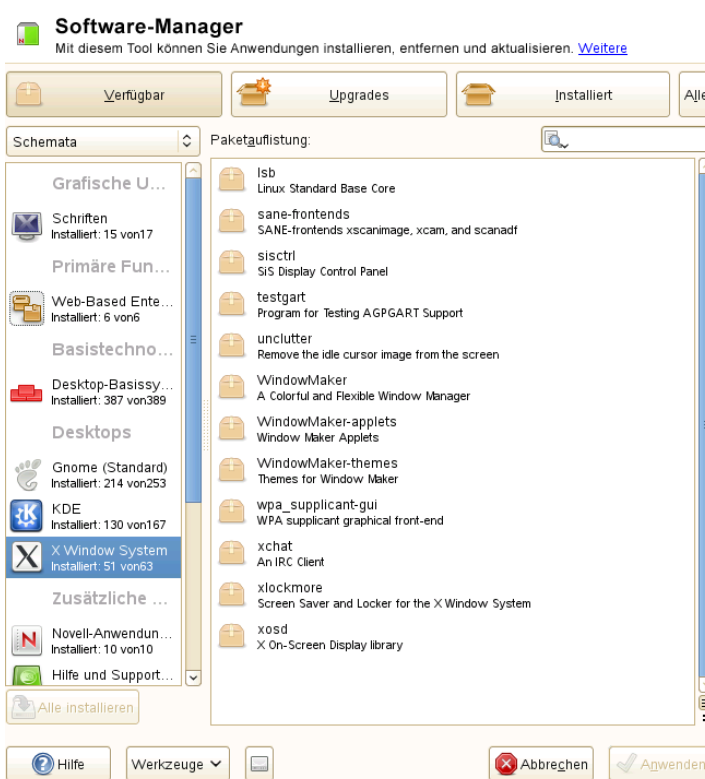 Software-Manager
Mit diesem Tool können Sie Anwendungen installieren, entfernen und aktualisieren. Weitere
Verfügbar
Upgrades
Installiert
Alle
Schemata
Paketauflistung:
Grafische U...
Schriften
Installiert: 15 von17
Primäre Fun...
Web-Based Ente...
Installiert: 6 von6
Basistechno...
Desktop-Basissy...
Installiert: 387 von389
Desktops
Gnome (Standard)
Installiert: 214 von253
KDE
Installiert: 130 von167
X Window System
Installiert: 51 von63
Zusätzliche ...
Novell-Anwendun...
Installiert: 10 von10
Hilfe und Support...
Alle installieren
lsb
Linux Standard Base Core
sane-frontends
SANE-frontends xscanimage, xcam, and scanadf
sisctrl
SiS Display Control Panel
testgart
Program for Testing AGPGART Support
unclutter
Remove the idle cursor image from the screen
WindowMaker
A Colorful and Flexible Window Manager
WindowMaker-applets
Window Maker Applets
WindowMaker-themes
Themes for Window Maker
wpa_supplicant-gui
WPA supplicant graphical front-end
xchat
An IRC Client
xlockmore
Screen Saver and Locker for the X Window System
xosd
X On-Screen Display library
Hilfe
Werkzeuge
Abbrechen
Anwenden